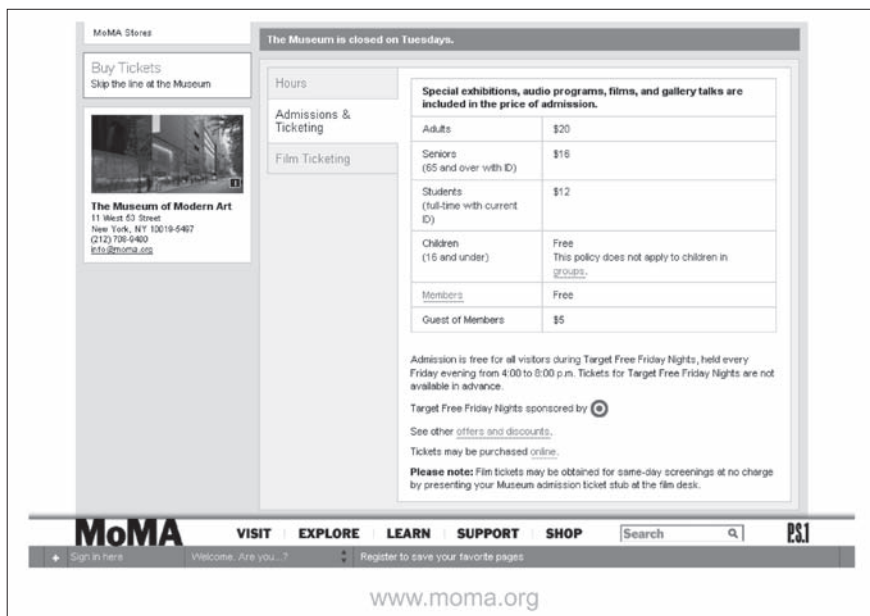 MoMA Stores
Buy Tickets
Skip the line at the Museum
The Museum of Modern Art
11 West 53 Street
New York, NY 10019-5497
(212) 708-9400
info@moma.org
The Museum is closed on Tuesdays.
Hours
Admissions &
Ticketing
Film Ticketing
Special exhibitions, audio programs, films, and gallery talks are
included in the price of admission.
Adults $20
Seniors $16
(65 and over with ID)
Students $12
(full-time with current
ID)
Children Free
(16 and under) This policy does not apply to children in
groups.
Members Free
Guest of Members $5
Admission is free for all visitors during Target Free Friday Nights, held every
Friday evening from 4:00 to 8:00 p.m. Tickets for Target Free Friday Nights are not
available in advance.
Target Free Friday Nights sponsored by
See other offers and discounts.
Tickets may be purchased online.
Please note: Film tickets may be obtained for same-day screenings at no charge
by presenting your Museum admission ticket stub at the film desk.
MoMA VISIT EXPLORE LEARN SUPPORT SHOP Search P.S.1
Sign in here Welcome. Are you...? Register to save your favorite pages
www.moma.org